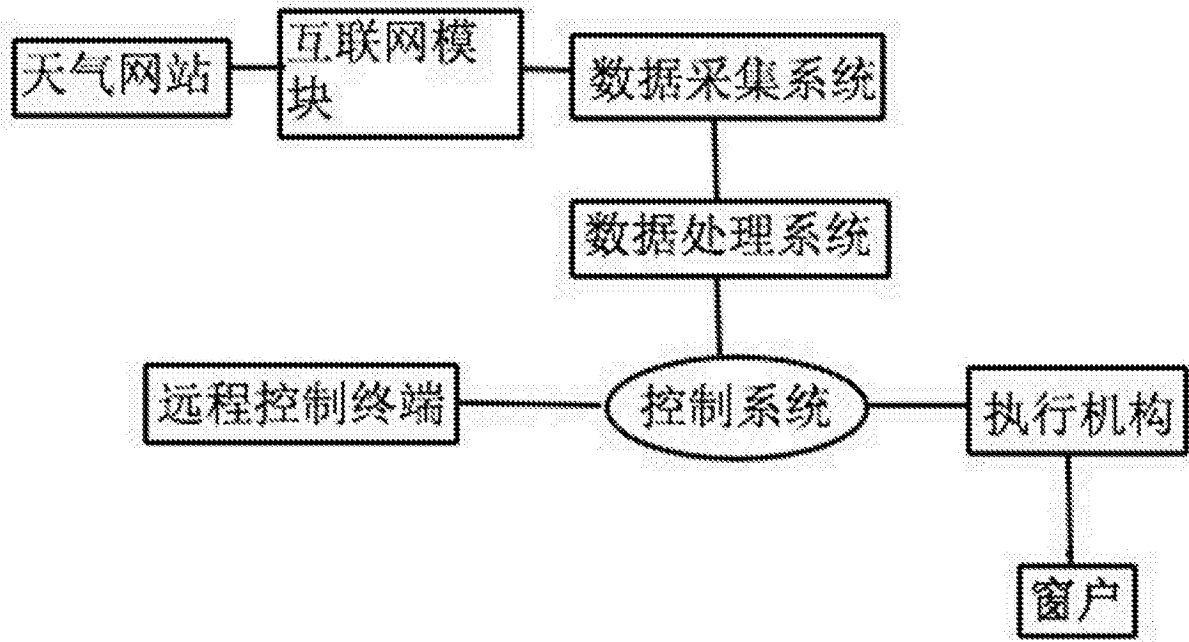 天气网站
互联网模
块
数据采集系统
数据处理系统
远程控制终端
控制系统
执行机构
窗户